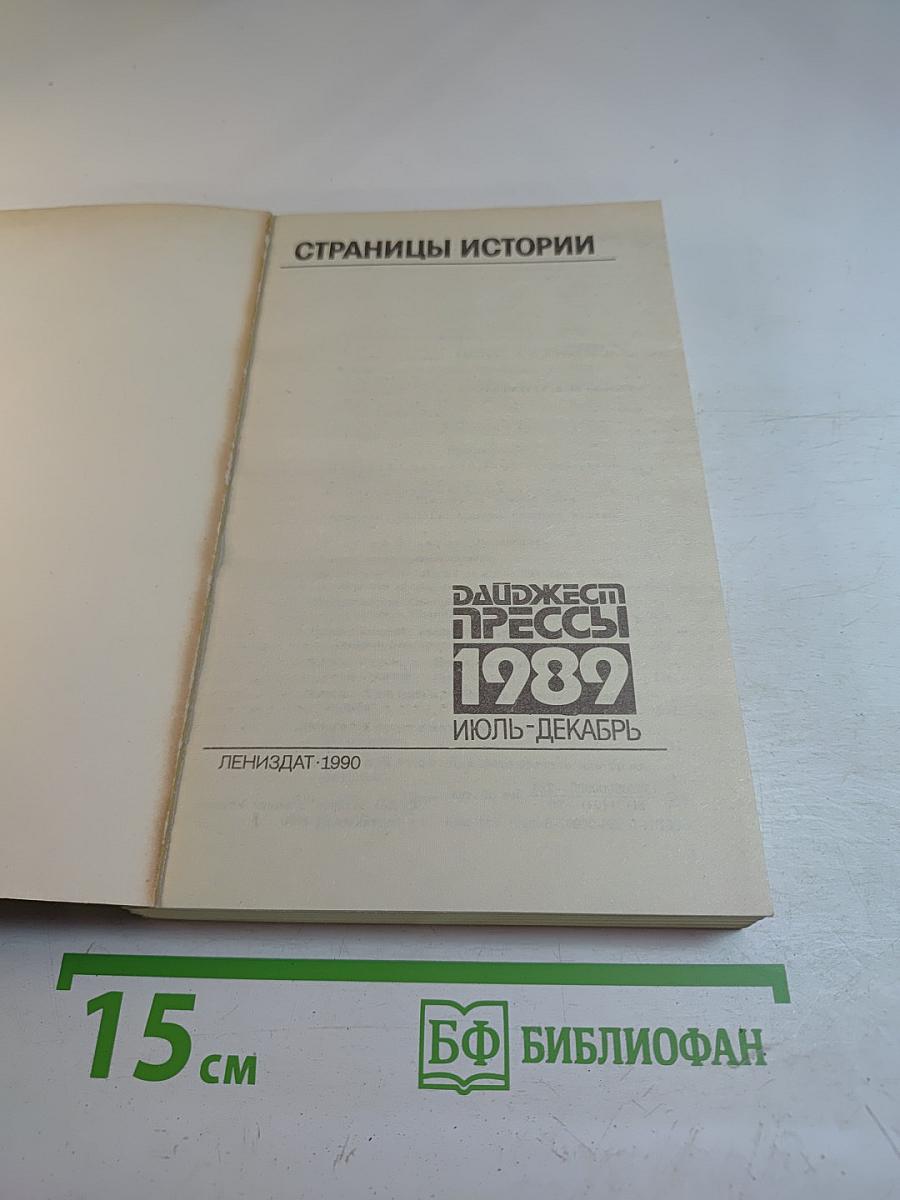 СТРАНИЦЫ ИСТОРИИ
ДАЙДЖЕСТ
ПРЕССЫ
1989
ИЮЛЬ-ДЕКАБРЬ
ЛЕНИЗДАТ·1990
15 см
БФ БИБЛИОФАН